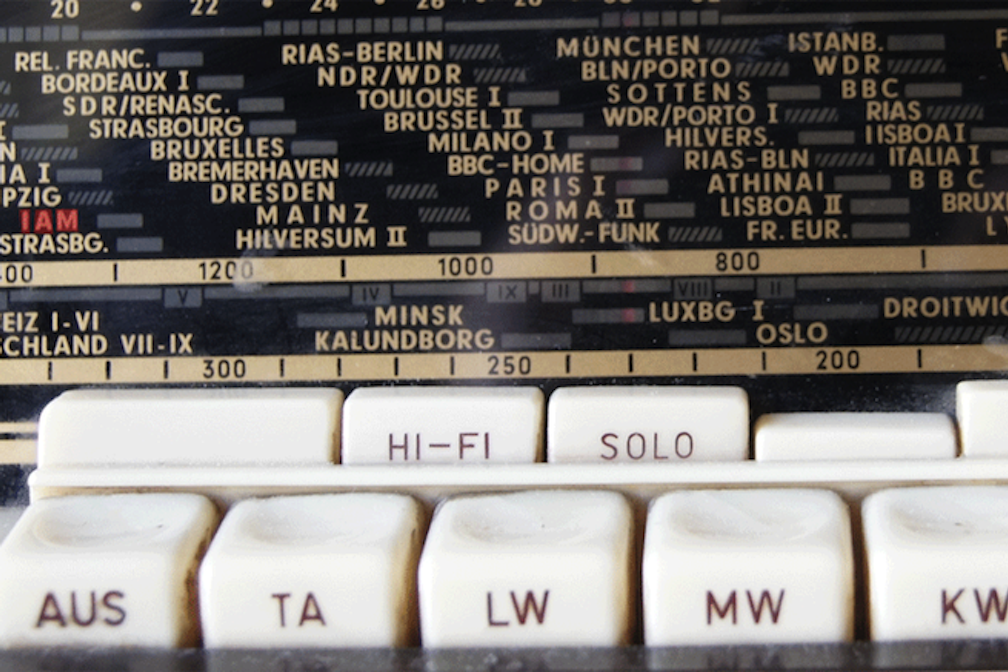 20 • 22 • 24 • 26
REL. FRANC. RIAS-BERLIN MÜNCHEN ISTANB.
BORDEAUX I NDR/WDR BLN/PORTO WDR
SDR/RENASC. TOULOUSE I SOTTENS BBC
STRASBOURG BRUSSEL II WDR/PORTO I RIAS
BRUXELLES MILANO I HILVERS. LISBOA I
BREMERHAVEN BBC-HOME RIAS-BLN ITALIA I
DRESDEN PARIS I ATHINAI BBC
IAM MAINZ ROMA II LISBOA II
STRASBG. HILVERSUM II SÜDW.-FUNK FR. EUR.
1200 1000 800
V IV IX III VIII II
I-VI MINSK LUXBG I
VII-IX KALUNDBORG OSLO
300 250 200
HI-FI SOLO
AUS TA LW MW KW